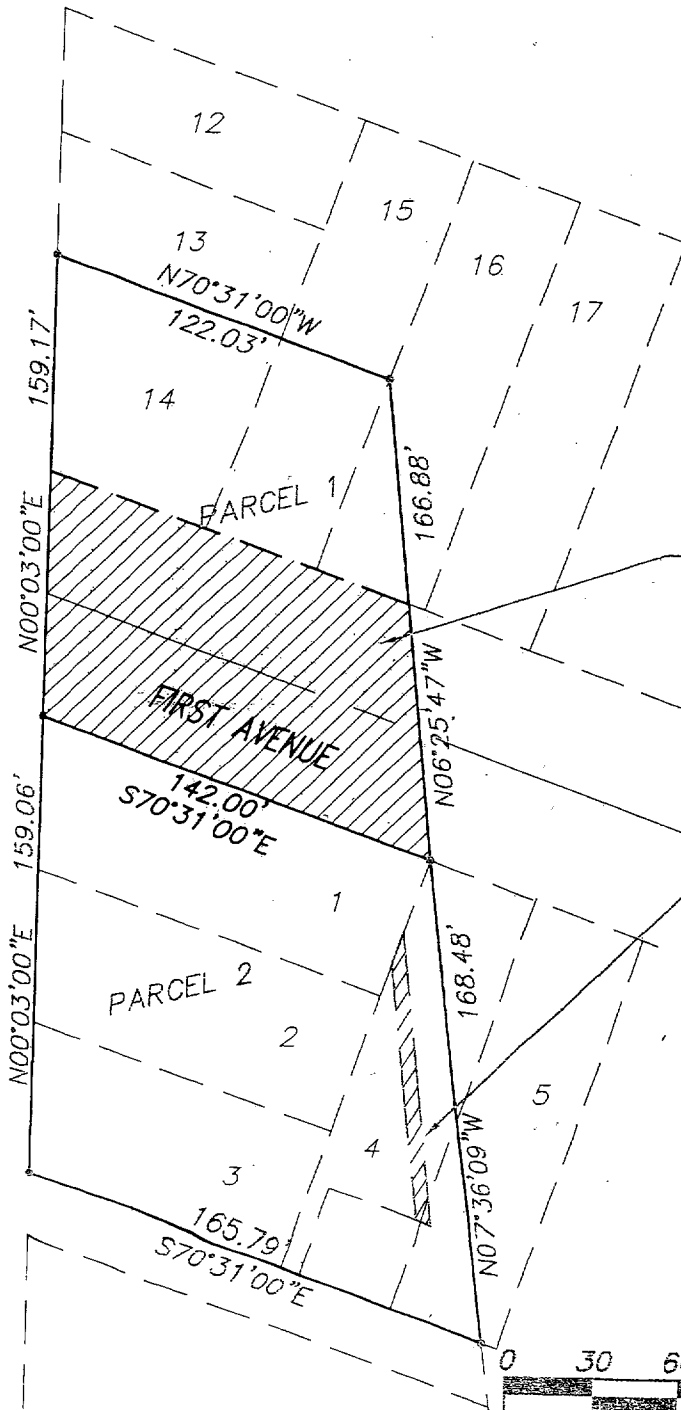 12
15
13
16
17
N70°31'00"W
122.03'
159.17'
14
PARCEL 1
166.88'
N00°03'00"E
FIRST AVENUE
N06°25'47"W
142.00'
S70°31'00"E
159.06'
1
PARCEL 2
168.48'
2
N00°03'00"E
5
4
3
N07°36'09"W
165.79'
S70°31'00"E
0 30